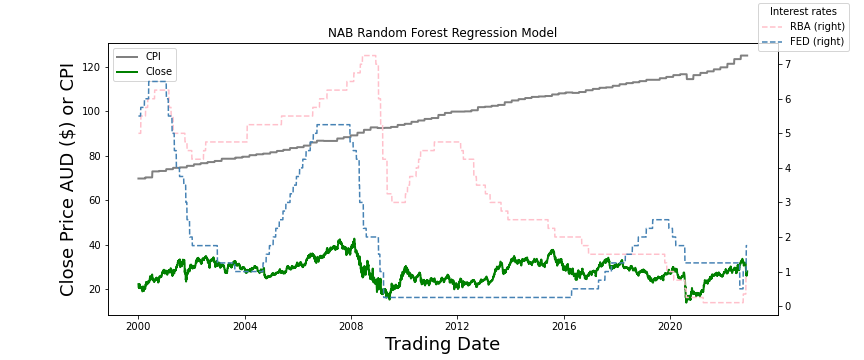 NAB Random Forest Regression Model
Interest rates
RBA (right)
FED (right)
CPI
Close
Close Price AUD ($) or CPI
120
100
80
60
40
20
7
6
5
4
3
2
1
0
2000
2004
2008
2012
2016
2020
Trading Date